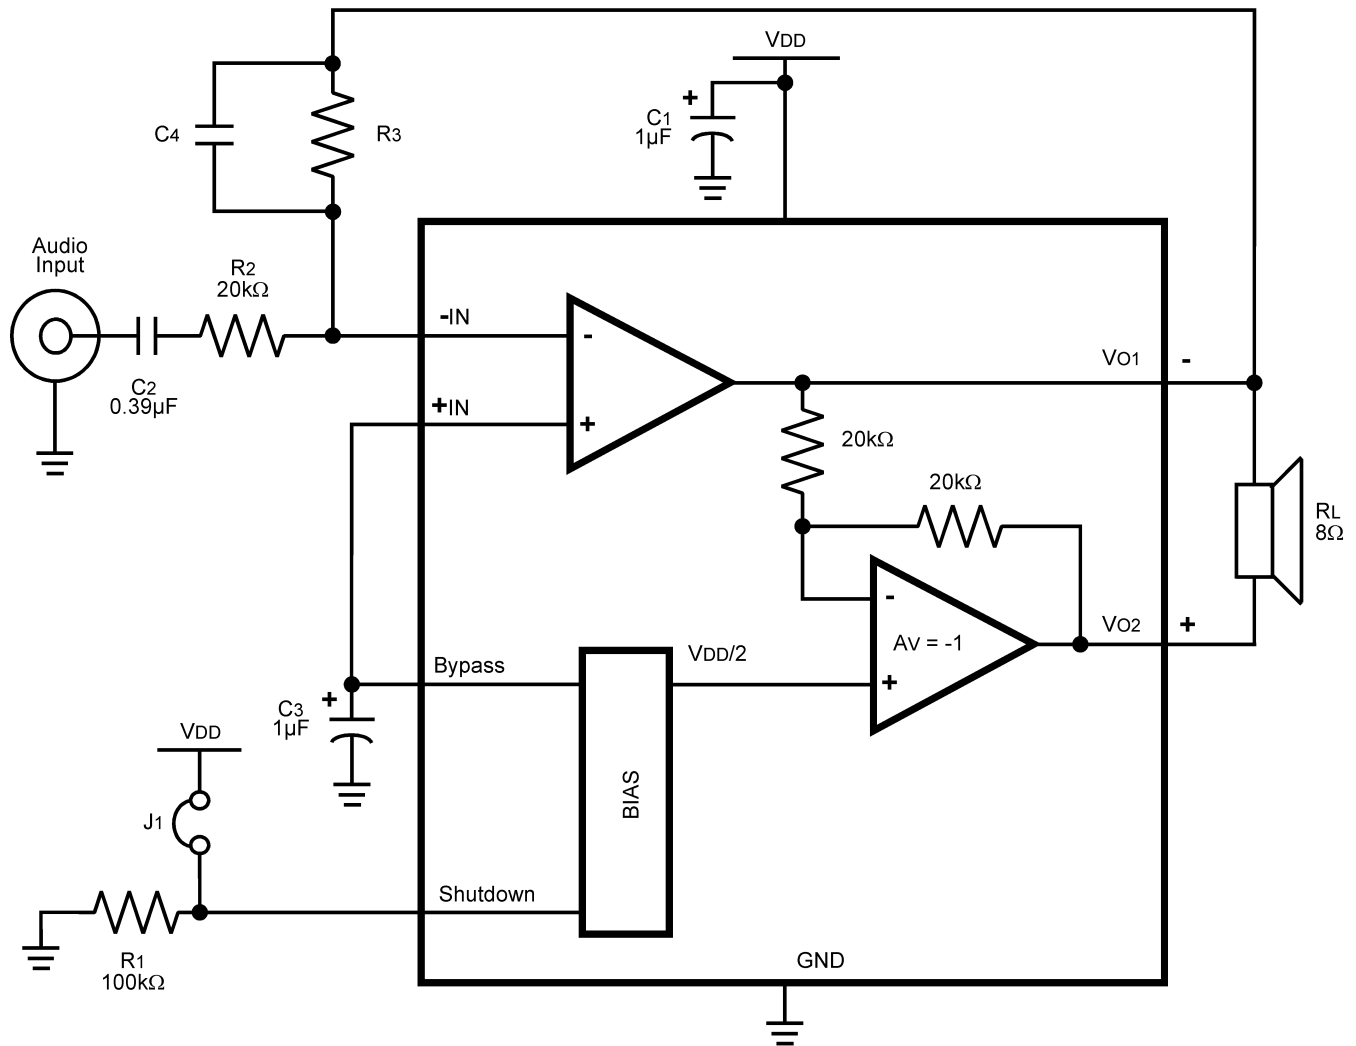 VDD
+
C1
1µF
C4
R3
Audio
Input
R2
20kΩ
C2
0.39µF
-IN
-
+IN
+
VO1
-
20kΩ
20kΩ
RL
8Ω
-
AV = -1
+
VO2
+
Bypass
VDD/2
+
C3
1µF
BIAS
VDD
J1
Shutdown
R1
100kΩ
GND